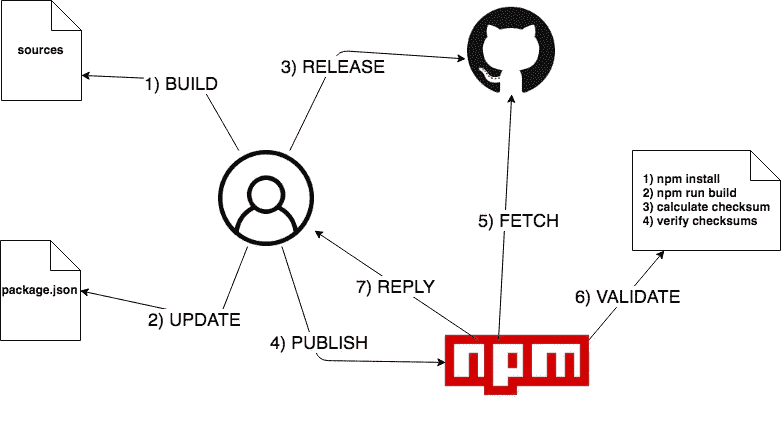 sources
1) BUILD
3) RELEASE
1) npm install
2) npm run build
3) calculate checksum
4) verify checksums
5) FETCH
package.json
7) REPLY
6) VALIDATE
2) UPDATE
4) PUBLISH
npm